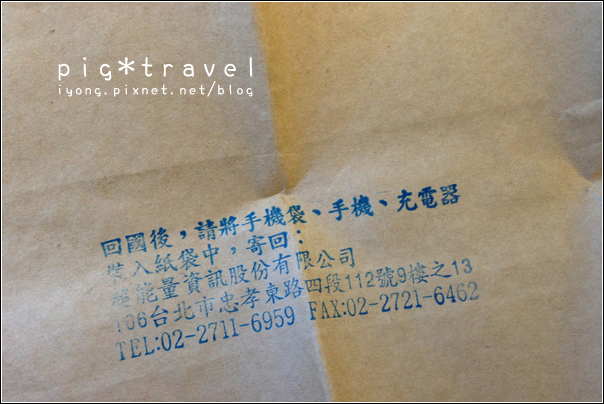 pig*travel
iyong.pixnet.net/blog
回國後，請將手機袋、手機、充電器
裝入紙袋中，寄回：
能量資訊股份有限公司
106台北市忠孝東路四段112號9樓之13
TEL:02-2711-6959 FAX:02-2721-6462